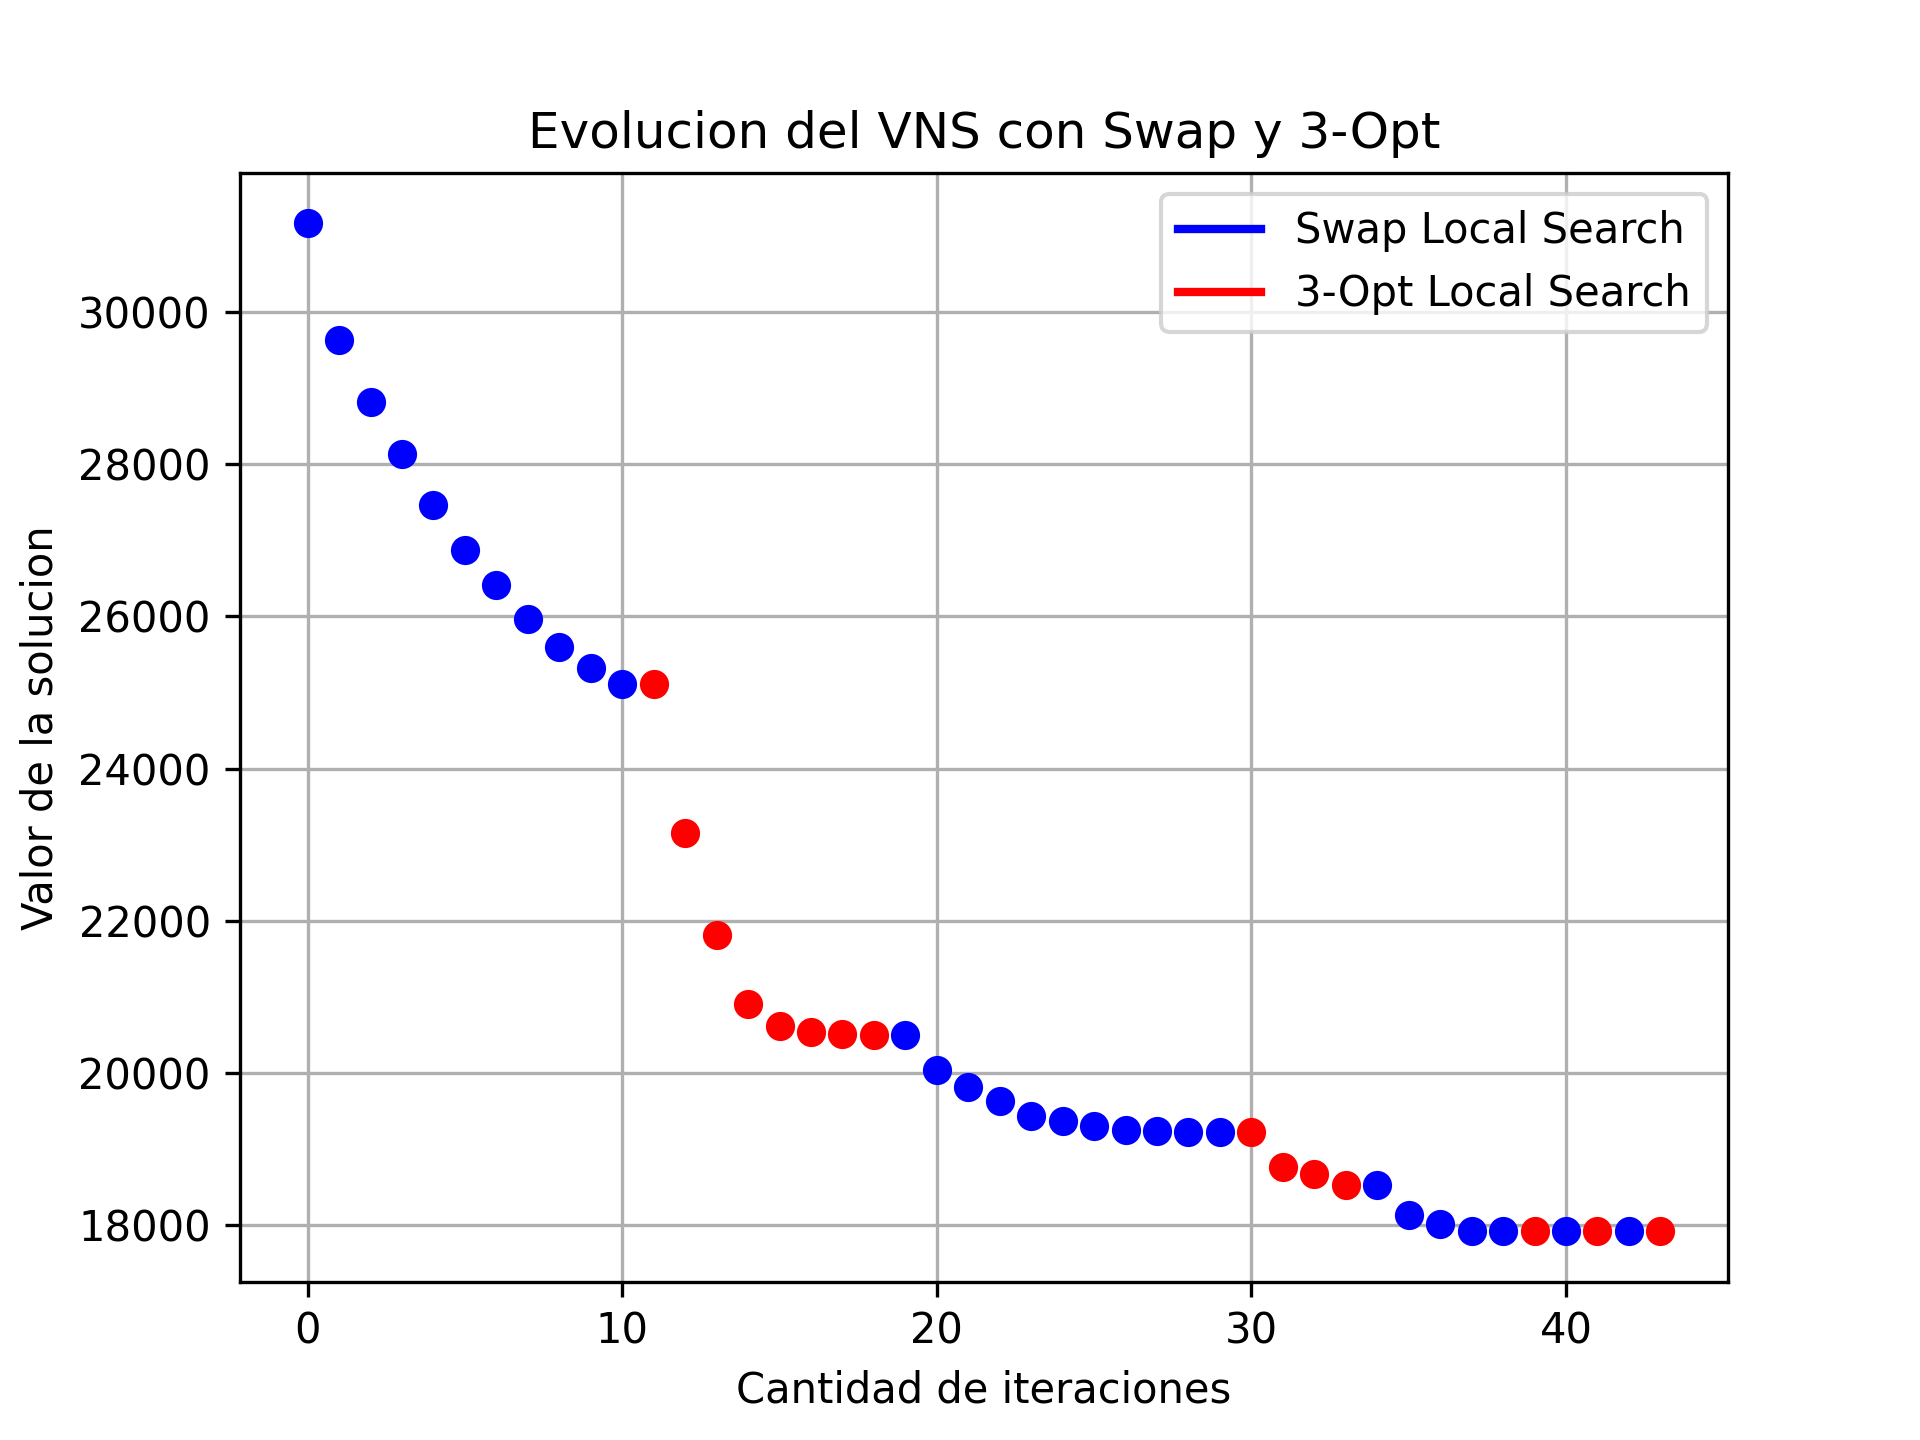 Evolucion del VNS con Swap y 3-Opt
Swap Local Search
3-Opt Local Search
Valor de la solucion
30000
28000
26000
24000
22000
20000
18000
0 10 20 30 40
Cantidad de iteraciones